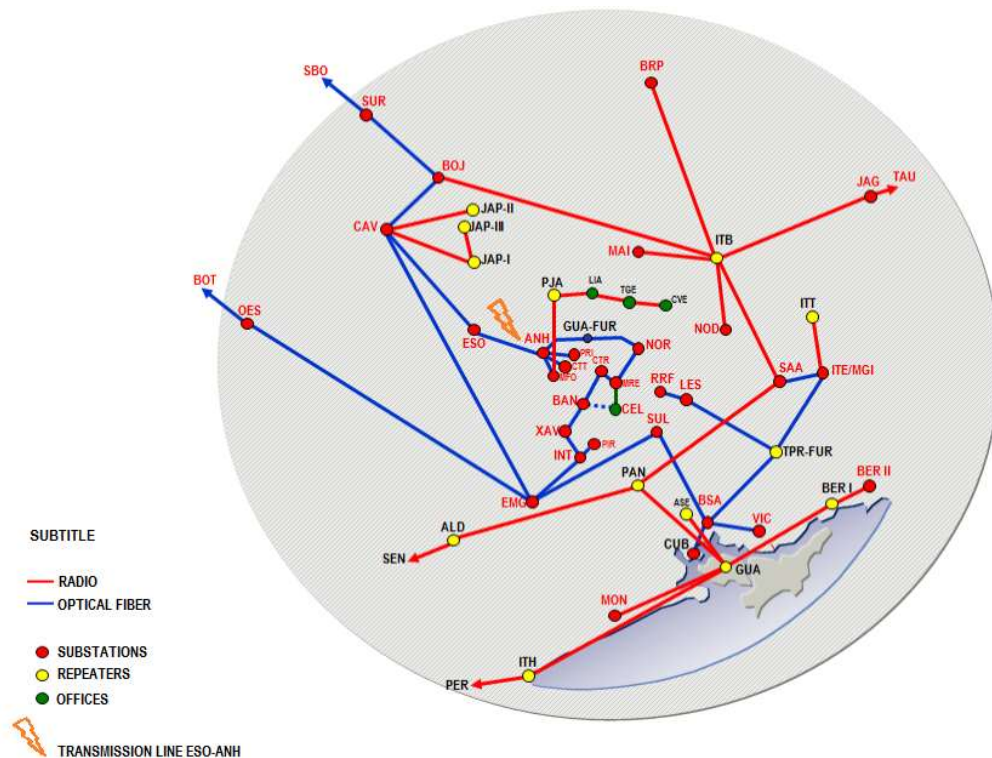 SBO
BRP
SUR
BOJ
JAG
TAU
JAP-II
CAV
JAP-III
ITB
MAI
JAP-I
BOT
PJA
LIA
TGE
CVE
ITT
OES
GUA-FUR
NOD
ESO
ANH
NOR
PRI
CTT
CTR
MFO
MRE
SAA
ITE/MGI
RRF
LES
BAN
CEL
SUL
XAV
PIR
INT
TPR-FUR
PAN
BER II
BER I
EMG
ASE
BSA
VIC
ALD
CUB
SEN
GUA
MON
ITH
PER
SUBTITLE
RADIO
OPTICAL FIBER
SUBSTATIONS
REPEATERS
OFFICES
TRANSMISSION LINE ESO-ANH